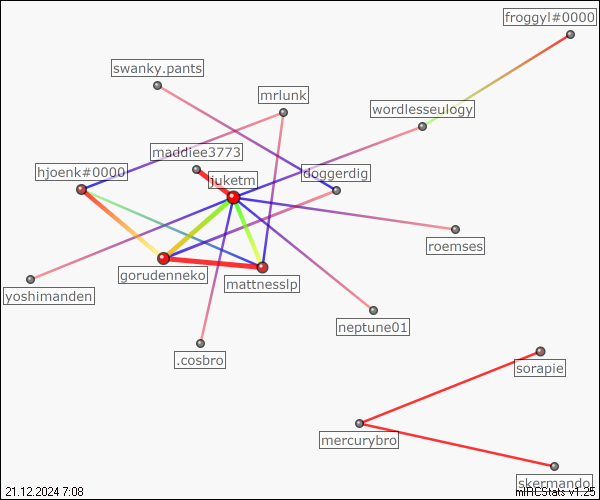 froggyl#0000
swanky.pants
mrlunk
wordlesseulogy
maddiee3773
hjoenk#0000
juketm
doggerdig
roemses
gorudenneko
mattnesslp
yoshimanden
neptune01
.cosbro
sorapie
mercurybro
skermando
21.12.2024 7:08
mIRCStats v1.25